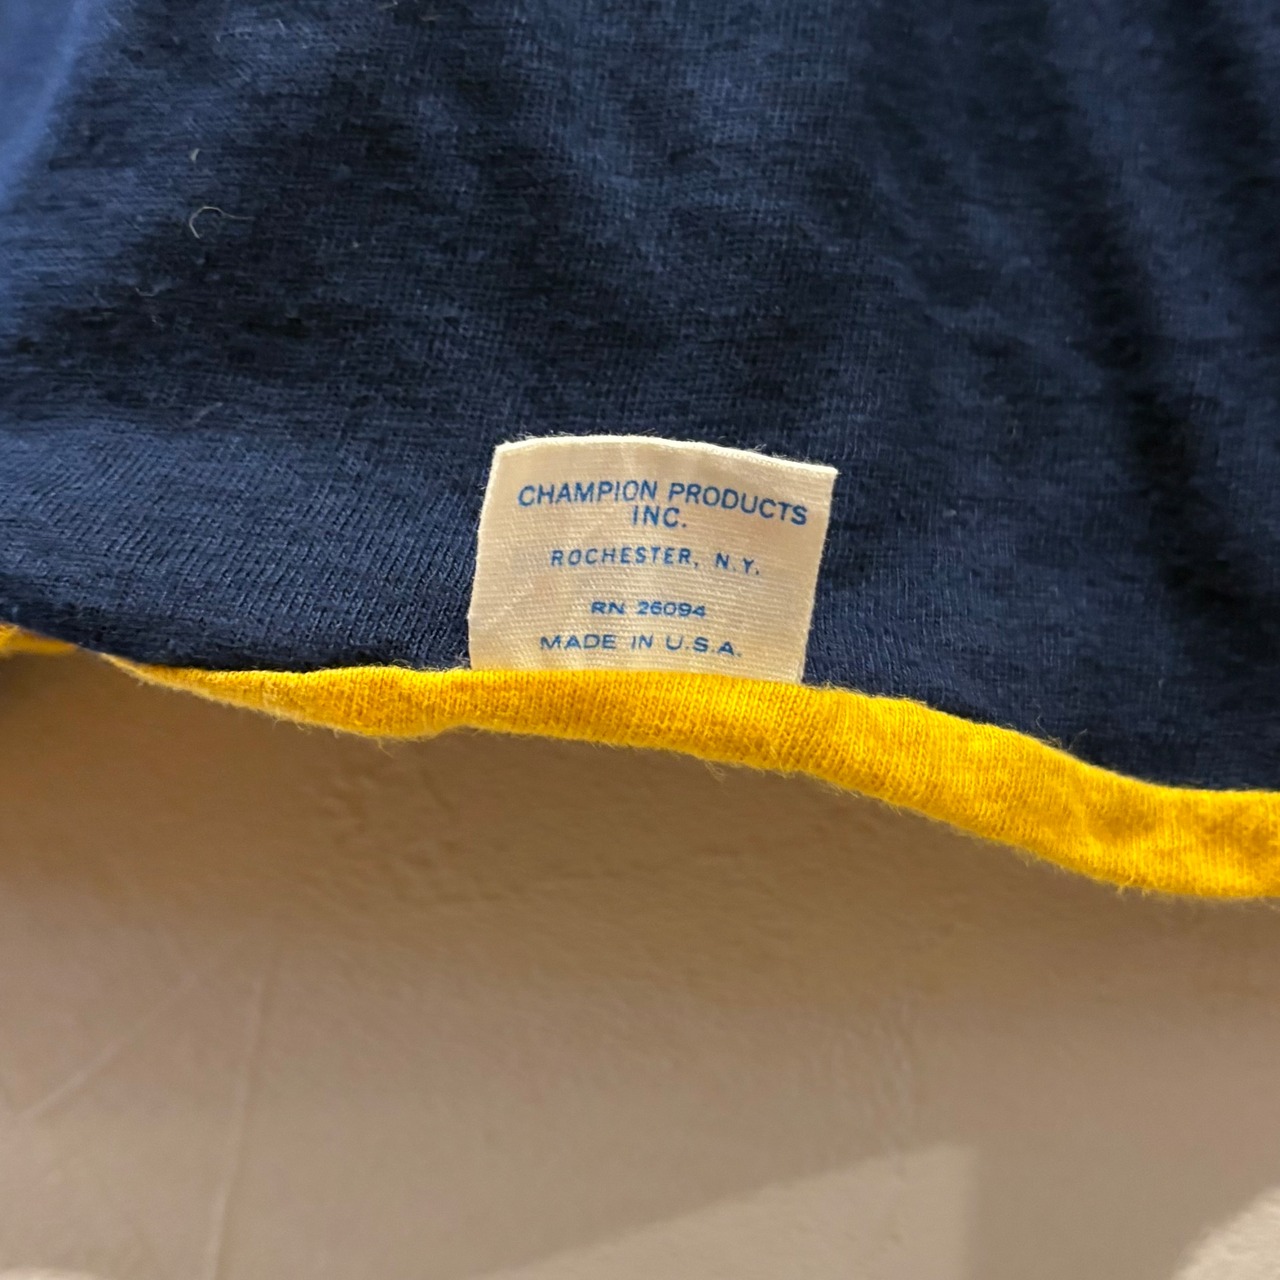 CHAMPION PRODUCTS
INC.
ROCHESTER, N.Y.
RN 26094
MADE IN U.S.A.